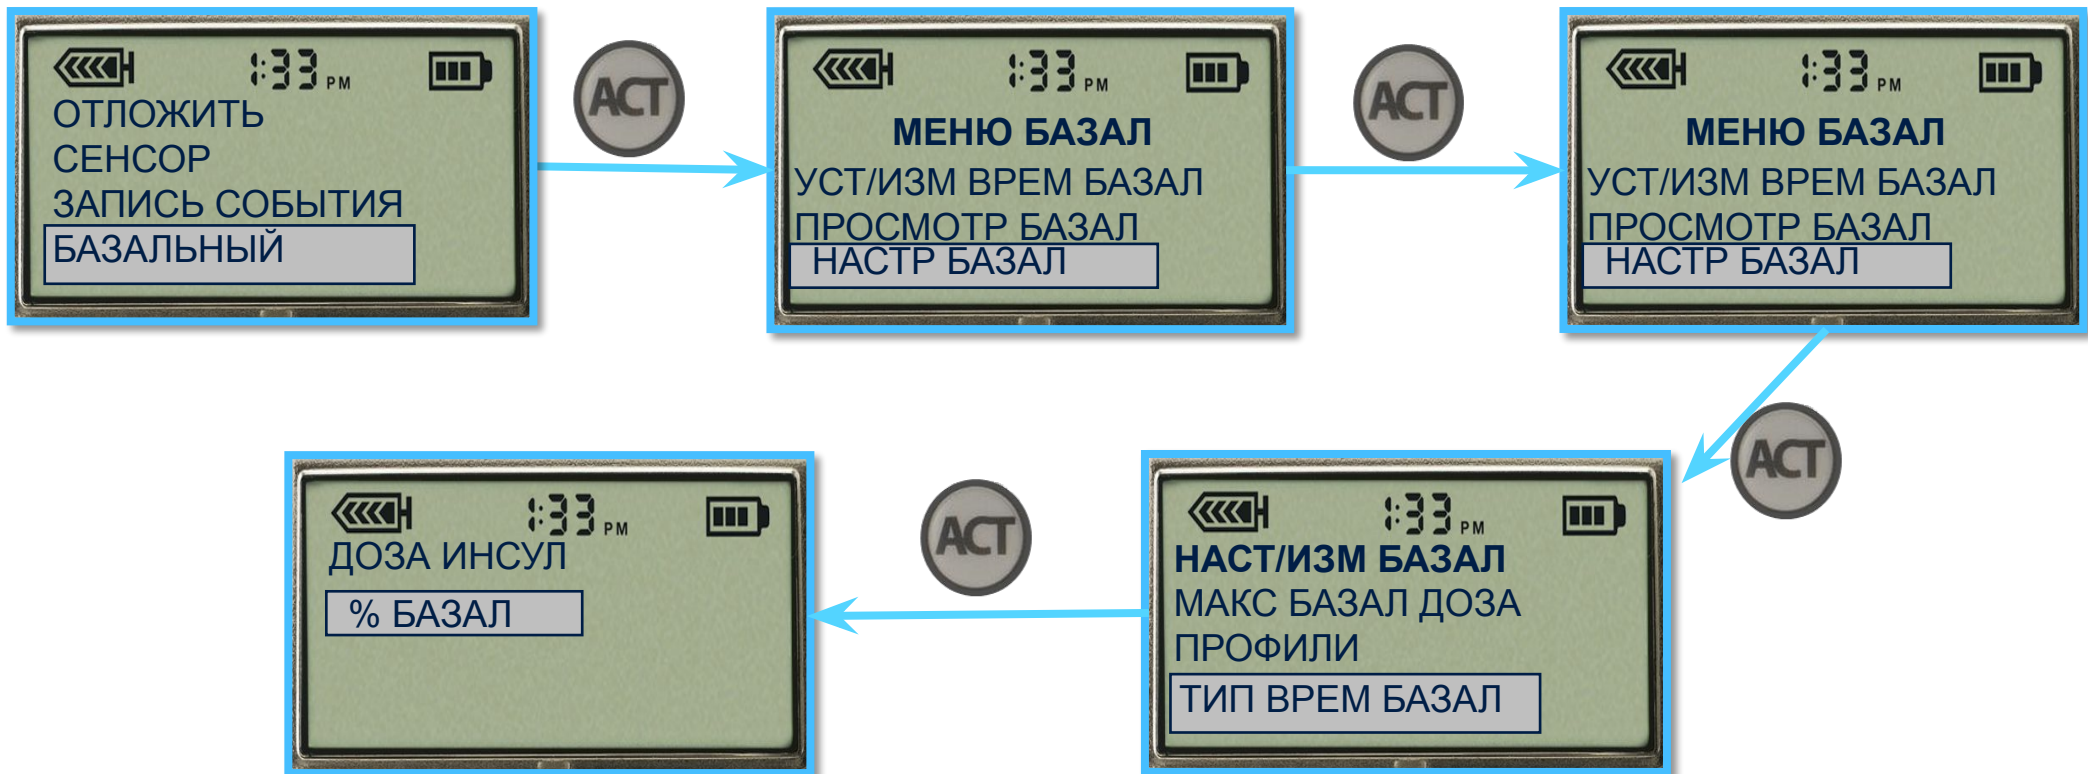 1:33 PM
ОТЛОЖИТЬ
СЕНСОР
ЗАПИСЬ СОБЫТИЯ
БАЗАЛЬНЫЙ
ACT
1:33 PM
МЕНЮ БАЗАЛ
УСТ/ИЗМ ВРЕМ БАЗАЛ
ПРОСМОТР БАЗАЛ
НАСТР БАЗАЛ
ACT
1:33 PM
МЕНЮ БАЗАЛ
УСТ/ИЗМ ВРЕМ БАЗАЛ
ПРОСМОТР БАЗАЛ
НАСТР БАЗАЛ
ACT
1:33 PM
НАСТ/ИЗМ БАЗАЛ
МАКС БАЗАЛ ДОЗА
ПРОФИЛИ
ТИП ВРЕМ БАЗАЛ
ACT
1:33 PM
ДОЗА ИНСУЛ
% БАЗАЛ